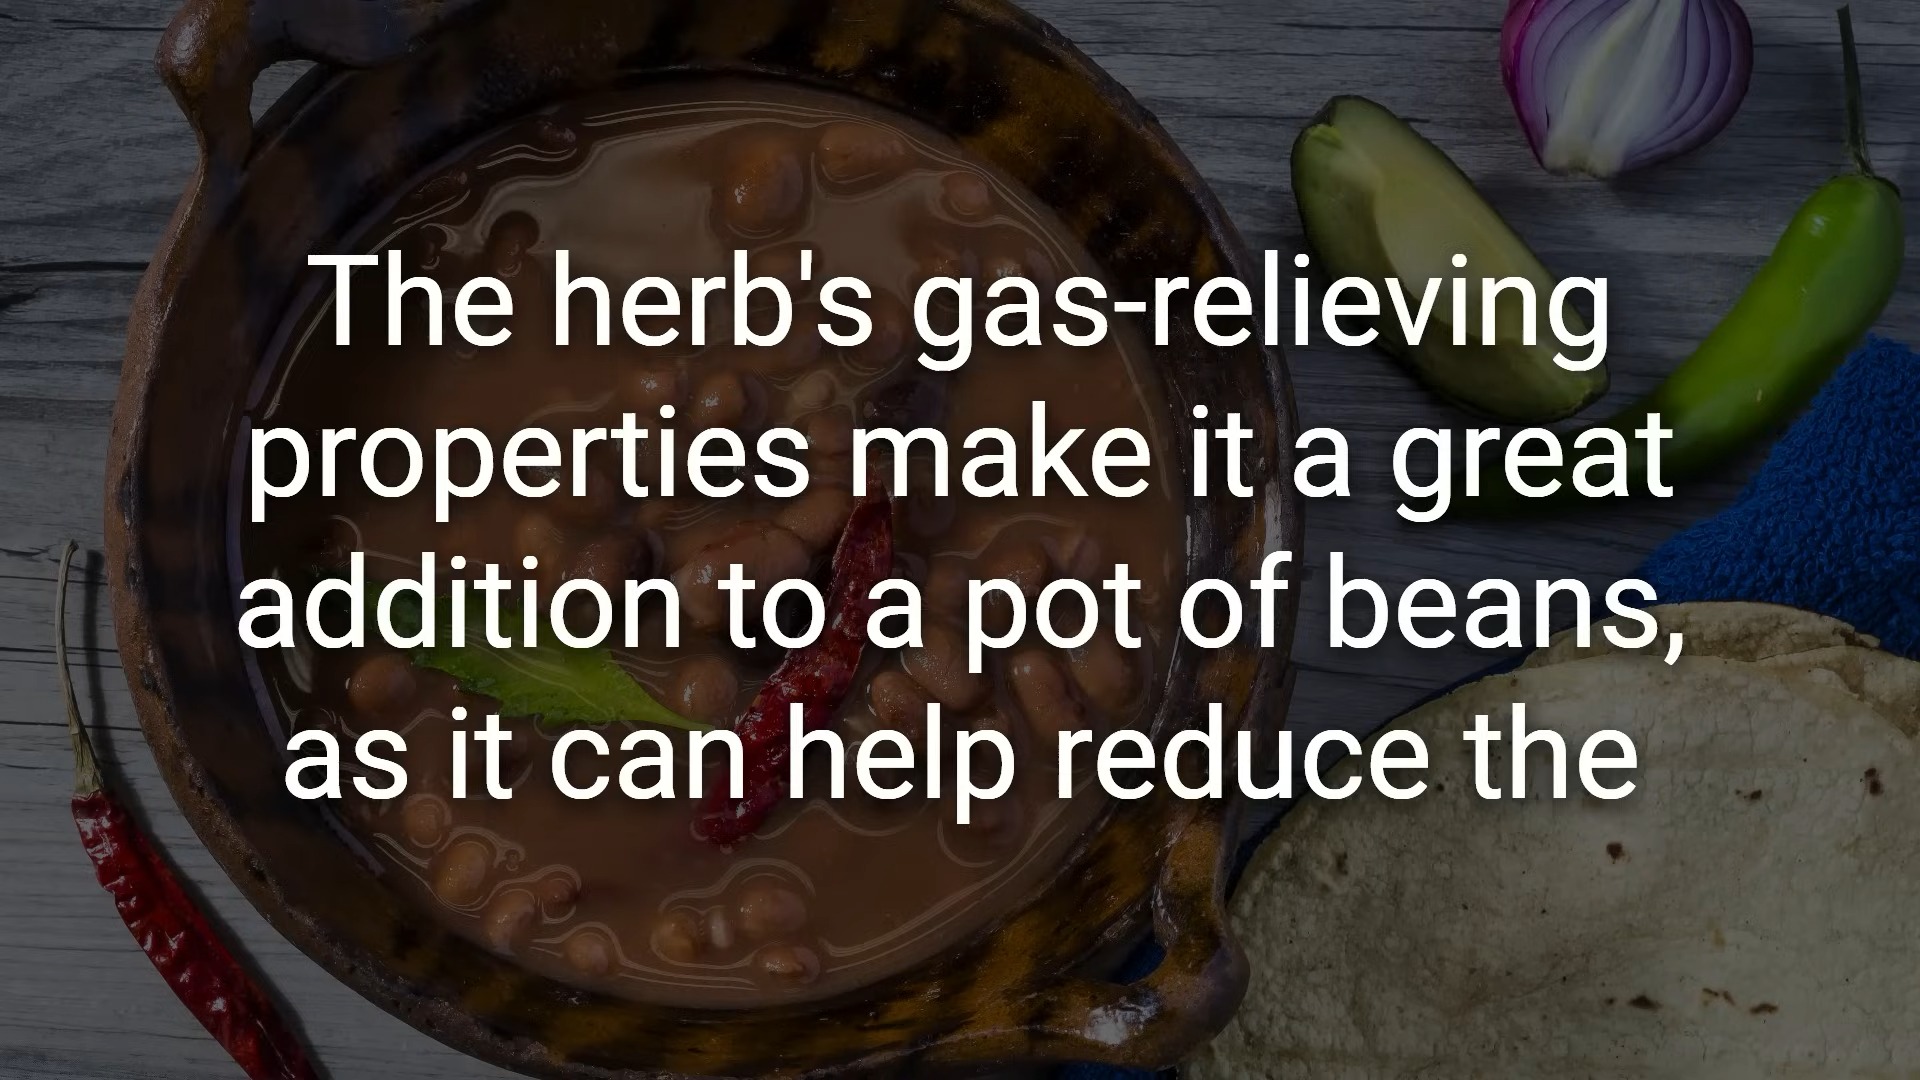 The herb's gas-relieving
properties make it a great
addition to a pot of beans,
as it can help reduce the